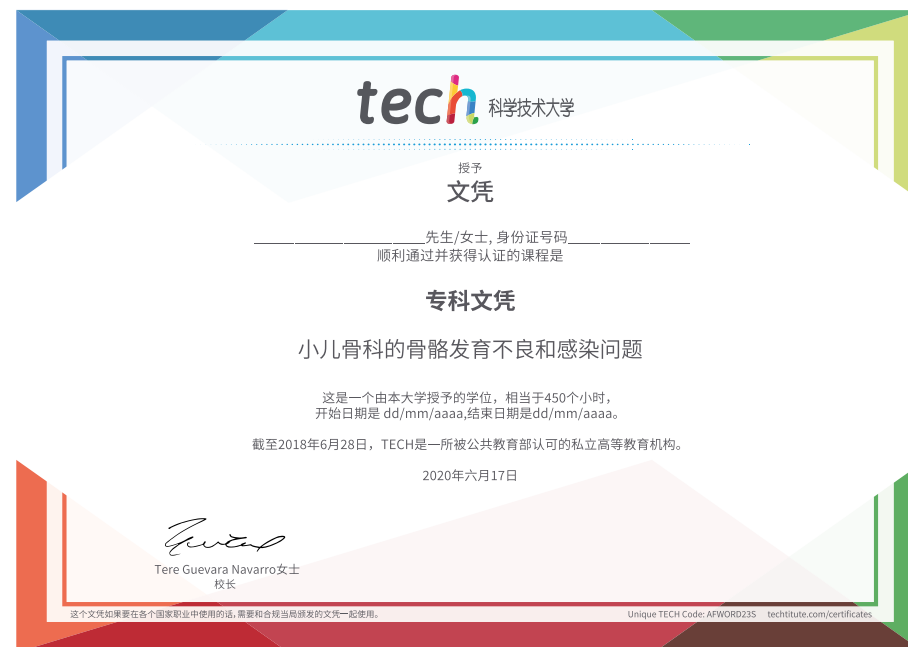 tech 科学技术大学
授予
文凭
先生/女士, 身份证号码
顺利通过并获得认证的课程是
专科文凭
小儿骨科的骨骼发育不良和感染问题
这是一个由本大学授予的学位，相当于450个小时，
开始日期是 dd/mm/aaaa,结束日期是dd/mm/aaaa。
截至2018年6月28日，TECH是一所被公共教育部认可的私立高等教育机构。
2020年六月17日
Tere Guevara Navarro女士
校长
这个文凭如果要在各个国家职业中使用的话,需要和合规当局颁发的文凭一起使用。
Unique TECH Code: AFWORD23S techtitute.com/certificates